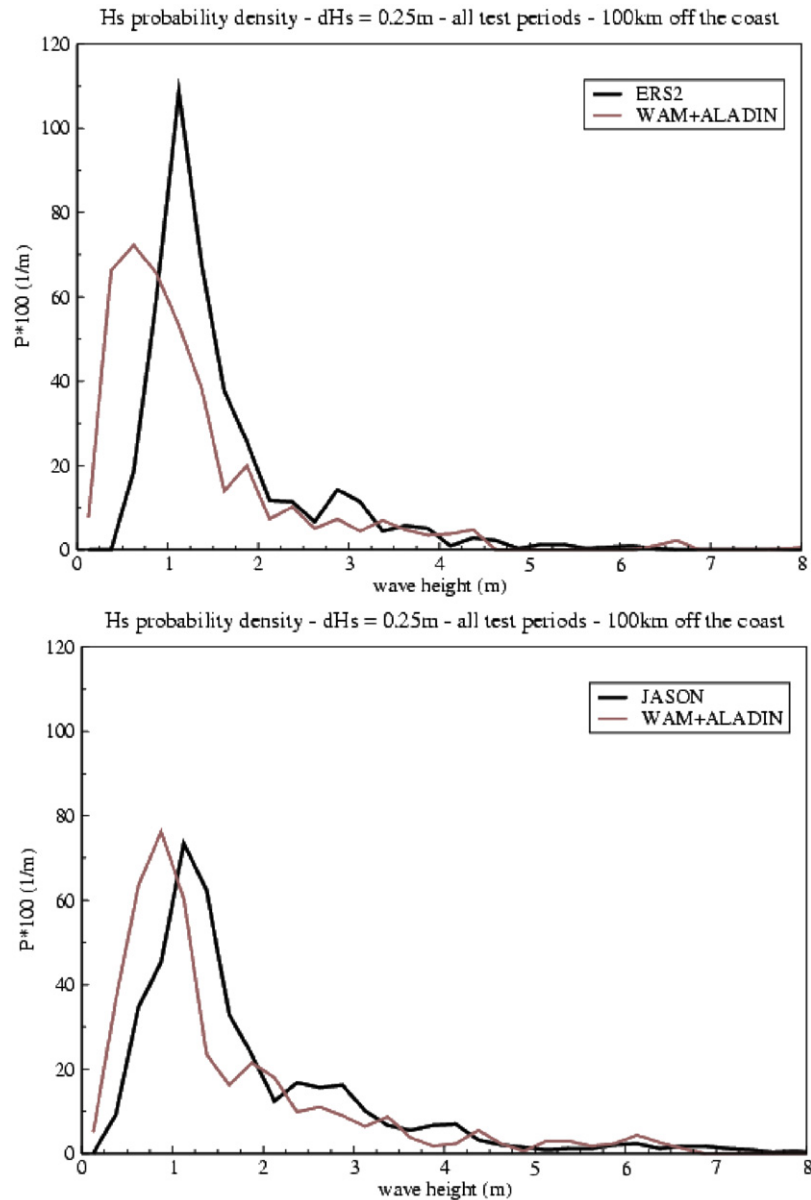 Hs probability density - dHs = 0.25m - all test periods - 100km off the coast
120
100
80
60
40
20
0
P*100 (1/m)
ERS2
WAM+ALADIN
0 1 2 3 4 5 6 7 8
wave height (m)
Hs probability density - dHs = 0.25m - all test periods - 100km off the coast
120
100
80
60
40
20
0
P*100 (1/m)
JASON
WAM+ALADIN
0 1 2 3 4 5 6 7 8
wave height (m)